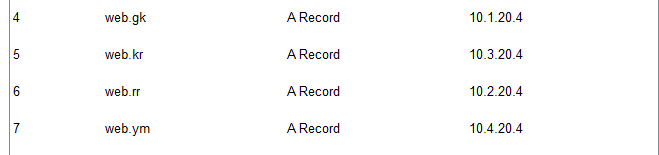 4 web.gk A Record 10.1.20.4
5 web.kr A Record 10.3.20.4
6 web.rr A Record 10.2.20.4
7 web.ym A Record 10.4.20.4